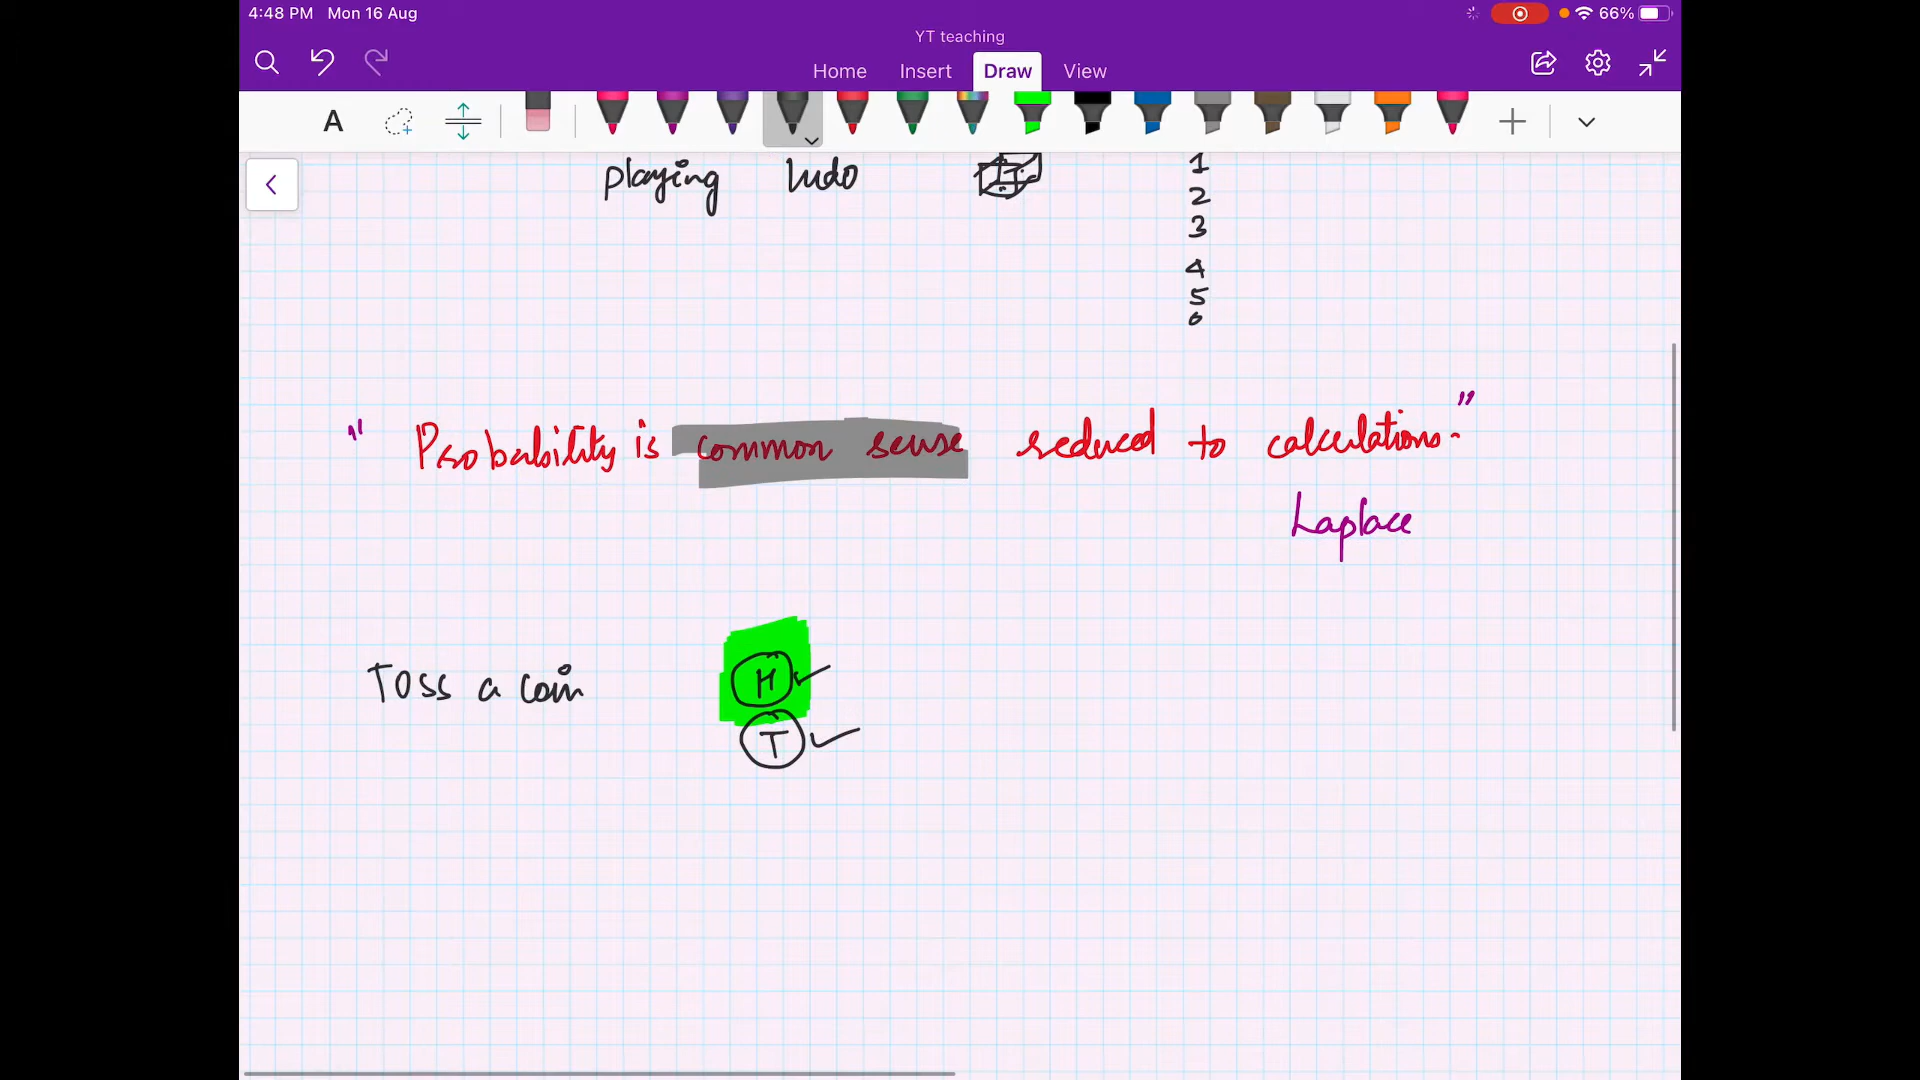 4:48 PM Mon 16 Aug
66%
YT teaching
Home Insert Draw View
A
playing ludo
1
2
3
4
5
6
" Probability is common sense reduced to calculations. "
Laplace
Toss a coin
H
T